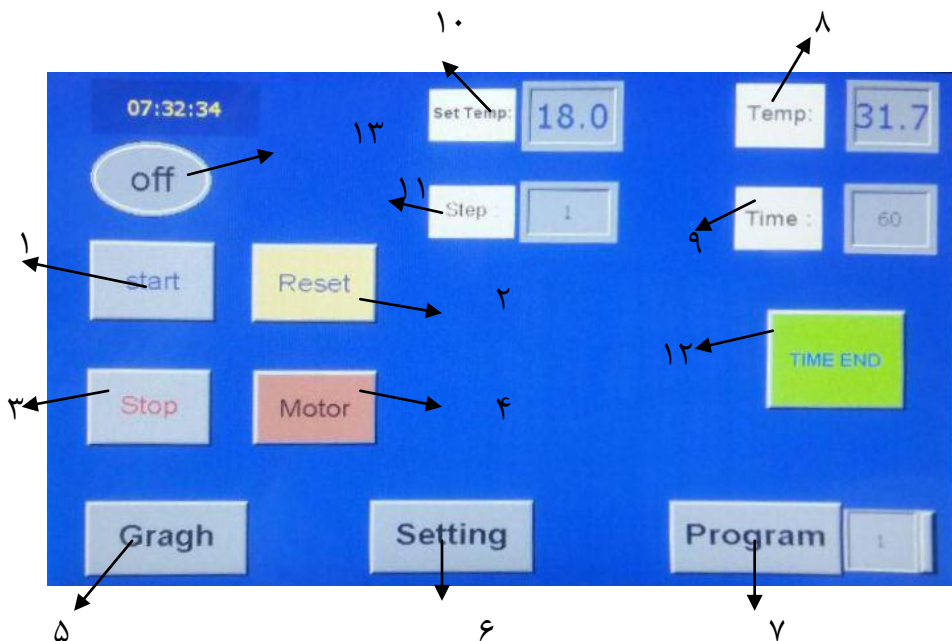 ۱۰ ۸
07:32:34 Set Temp: 18.0 Temp: 31.7
off ۱۳
۱۱ Step : 1 Time : 60
۹
۱ start Reset ۲
۱۲ TIME END
۳ Stop Motor ۴
Gragh Setting Program 1
۵ ۶ ۷